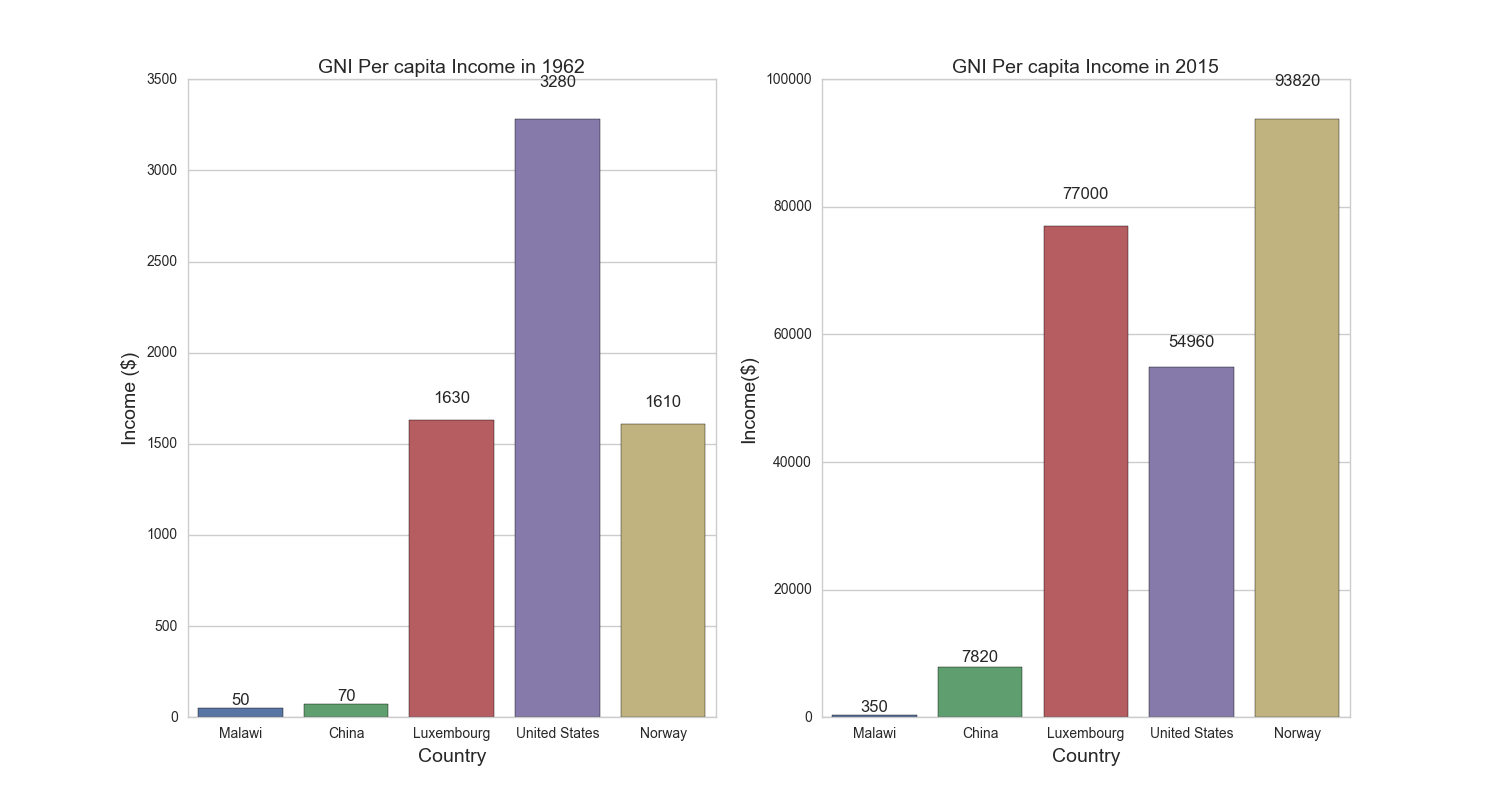 GNI Per capita Income in 1962
3500
3000
2500
2000
1500
1000
500
0
Income ($)
50
70
1630
3280
1610
Malawi
China
Luxembourg
United States
Norway
Country
GNI Per capita Income in 2015
100000
80000
60000
40000
20000
0
Income($)
350
7820
77000
54960
93820
Malawi
China
Luxembourg
United States
Norway
Country